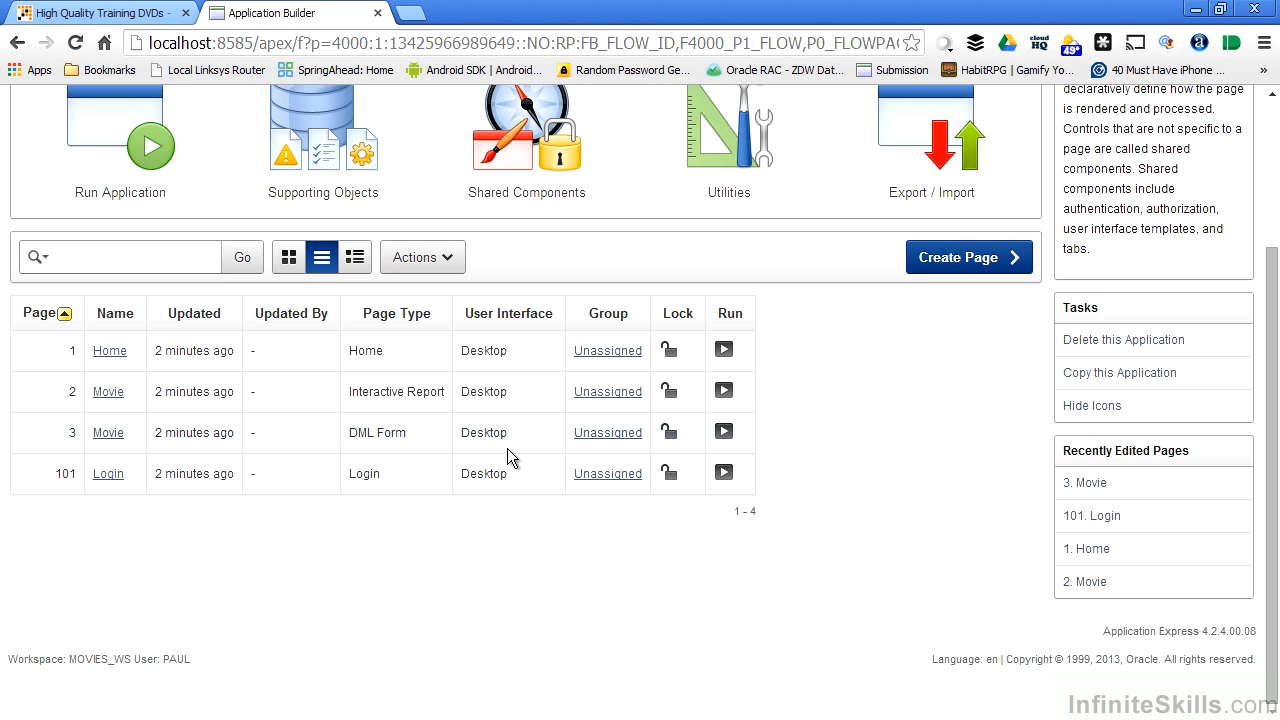 High Quality Training DVDs -
Application Builder
localhost:8585/apex/f?p=4000:1:13425966989649::NO:RP:FB_FLOW_ID,F4000_P1_FLOW,P0_FLOWPAG
cloud
HQ
49°
Apps
Bookmarks
Local Linksys Router
SpringAhead: Home
Android SDK | Android...
Random Password Ge...
Oracle RAC - ZDW Dat...
Submission
HabitRPG | Gamify Yo...
40 Must Have iPhone ...
»
declaratively define how the page
is rendered and processed.
Controls that are not specific to a
page are called shared
components. Shared
components include
authentication, authorization,
user interface templates, and
tabs.
Run Application
Supporting Objects
Shared Components
Utilities
Export / Import
Go
Actions
Create Page
Page Name Updated Updated By Page Type User Interface Group Lock Run
1 Home 2 minutes ago - Home Desktop Unassigned
2 Movie 2 minutes ago - Interactive Report Desktop Unassigned
3 Movie 2 minutes ago - DML Form Desktop Unassigned
101 Login 2 minutes ago - Login Desktop Unassigned
1 - 4
Tasks
Delete this Application
Copy this Application
Hide Icons
Recently Edited Pages
3. Movie
101. Login
1. Home
2. Movie
Application Express 4.2.4.00.08
Workspace: MOVIES_WS User: PAUL
Language: en | Copyright © 1999, 2013, Oracle. All rights reserved.
InfiniteSkills.com